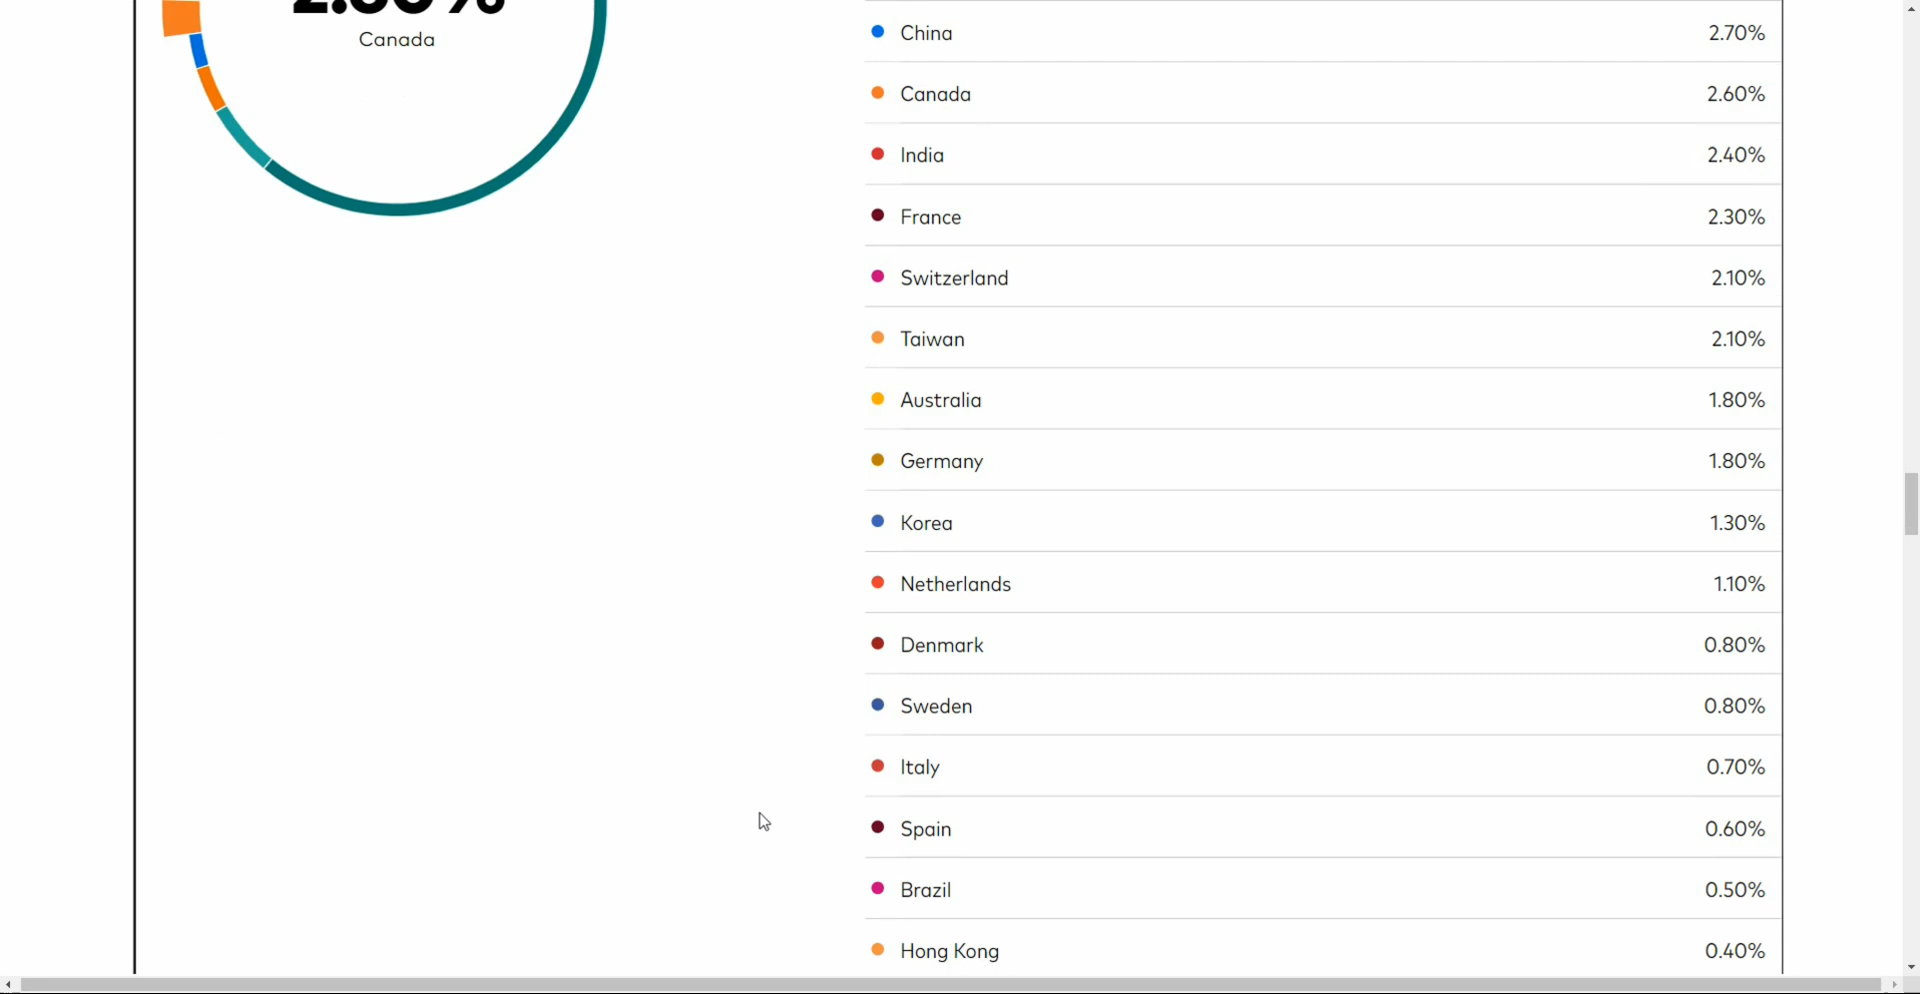 2.60%
Canada
China 2.70%
Canada 2.60%
India 2.40%
France 2.30%
Switzerland 2.10%
Taiwan 2.10%
Australia 1.80%
Germany 1.80%
Korea 1.30%
Netherlands 1.10%
Denmark 0.80%
Sweden 0.80%
Italy 0.70%
Spain 0.60%
Brazil 0.50%
Hong Kong 0.40%